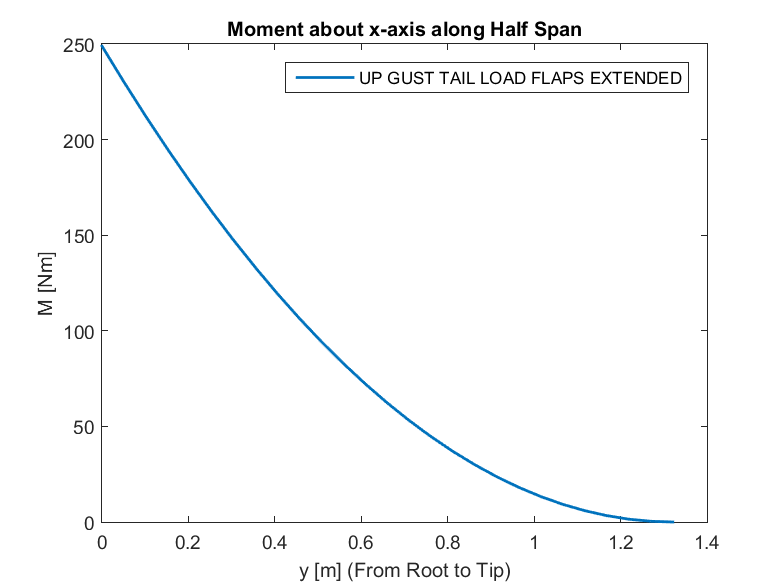 Moment about x-axis along Half Span
UP GUST TAIL LOAD FLAPS EXTENDED
M [Nm]
250
200
150
100
50
0
0 0.2 0.4 0.6 0.8 1 1.2 1.4
y [m] (From Root to Tip)